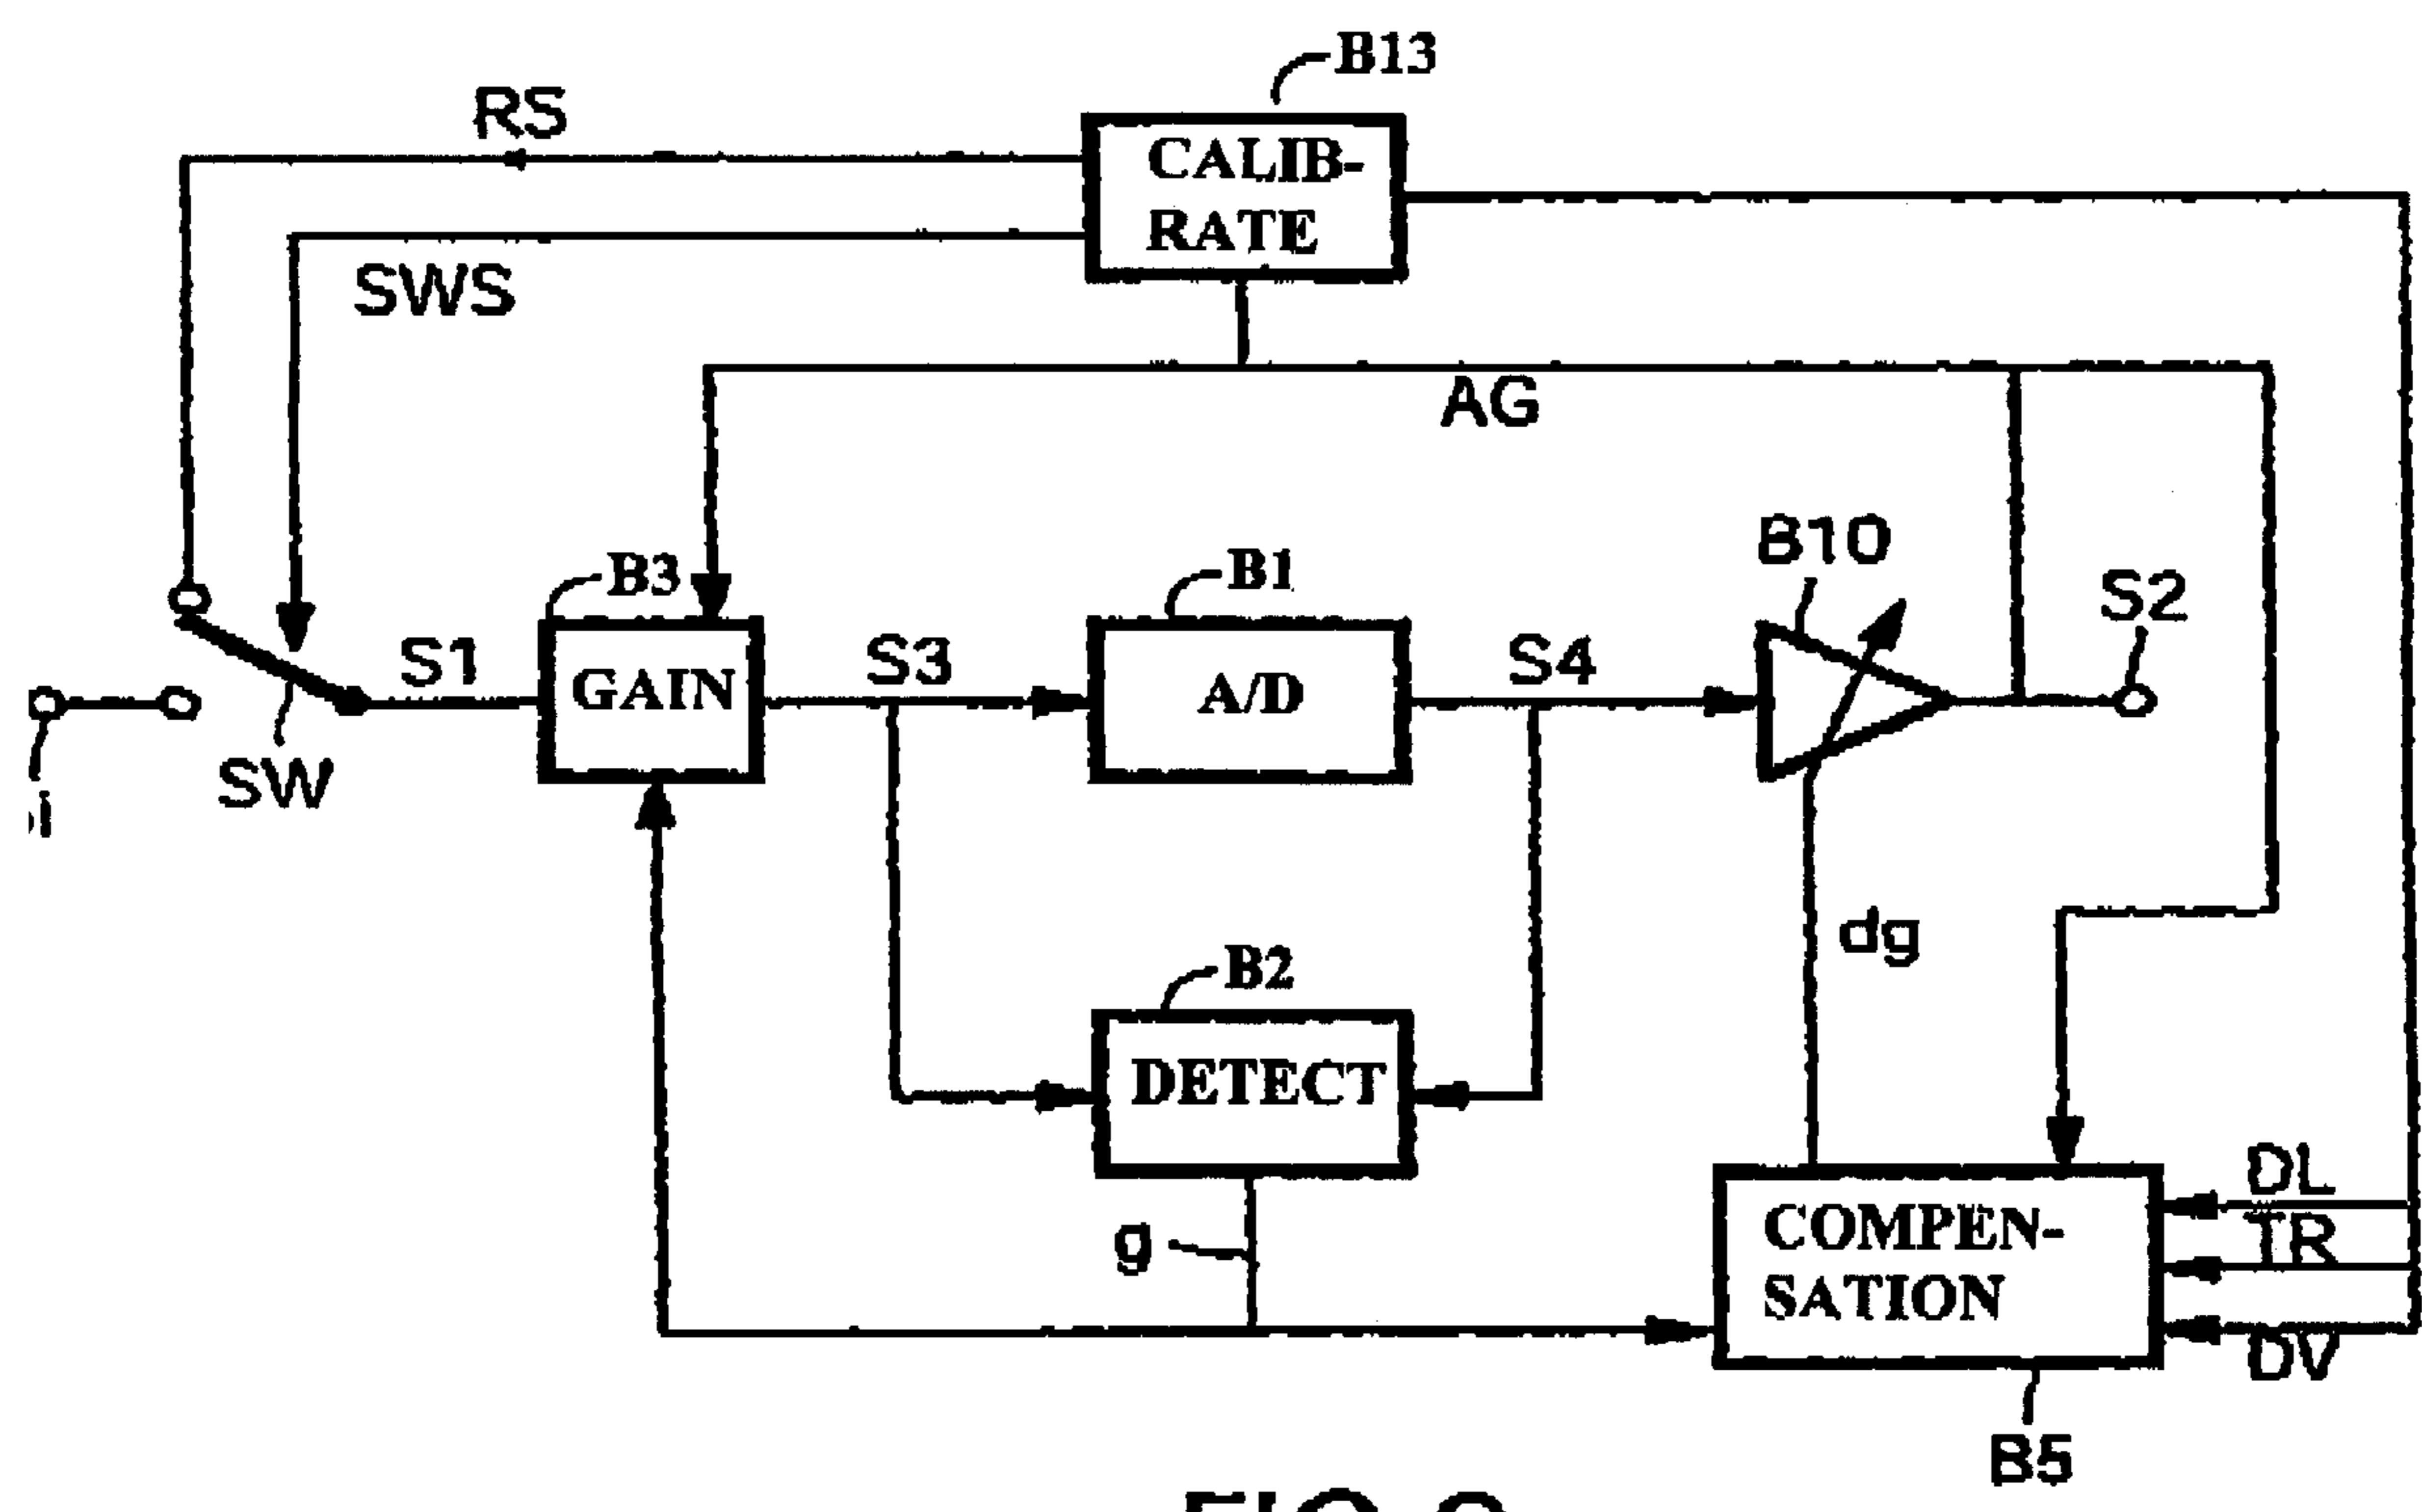 B13
RS
CALIB-
RATE
SWS
AG
B10
B3
B1
S2
S1
GAIN
S3
A/D
S4
SW
i
dg
B2
DETECT
DL
g
COMPEN-
TR
SATION
DV
B5